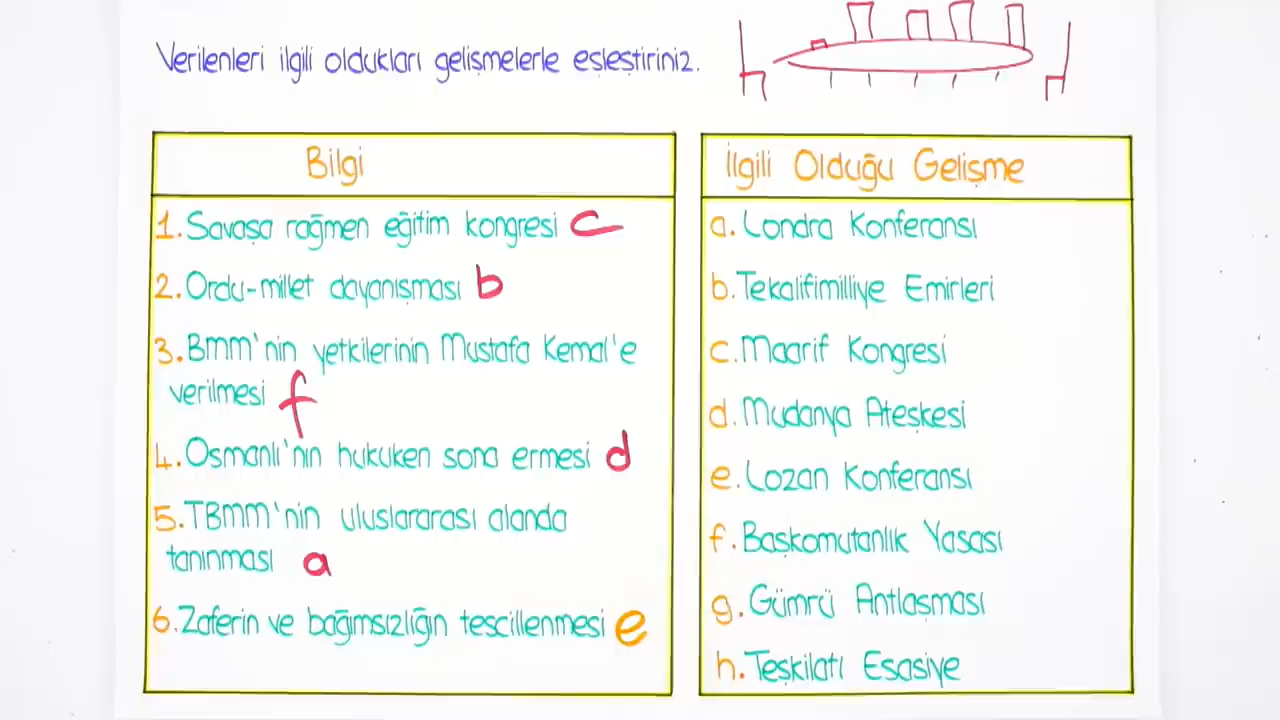 Verilenleri ilgili oldukları gelişmelerle eşleştiriniz.
Bilgi
1. Savaşa rağmen eğitim kongresi c
2. Ordu-millet dayanışması b
3. Bmm'nin yetkilerinin Mustafa Kemal'e
verilmesi f
4. Osmanlı'nın hukuken sona ermesi d
5. TBmm'nin uluslararası alanda
tanınması a
6. Zaferin ve bağımsızlığın tescillenmesi e
İlgili Olduğu Gelişme
a. Londra Konferansı
b. Tekalifimilliye Emirleri
c. Maarif Kongresi
d. Mudanya Ateşkesi
e. Lozan Konferansı
f. Başkomutanlık Yasası
g. Gümrü Antlaşması
h. Teşkilatı Esasiye